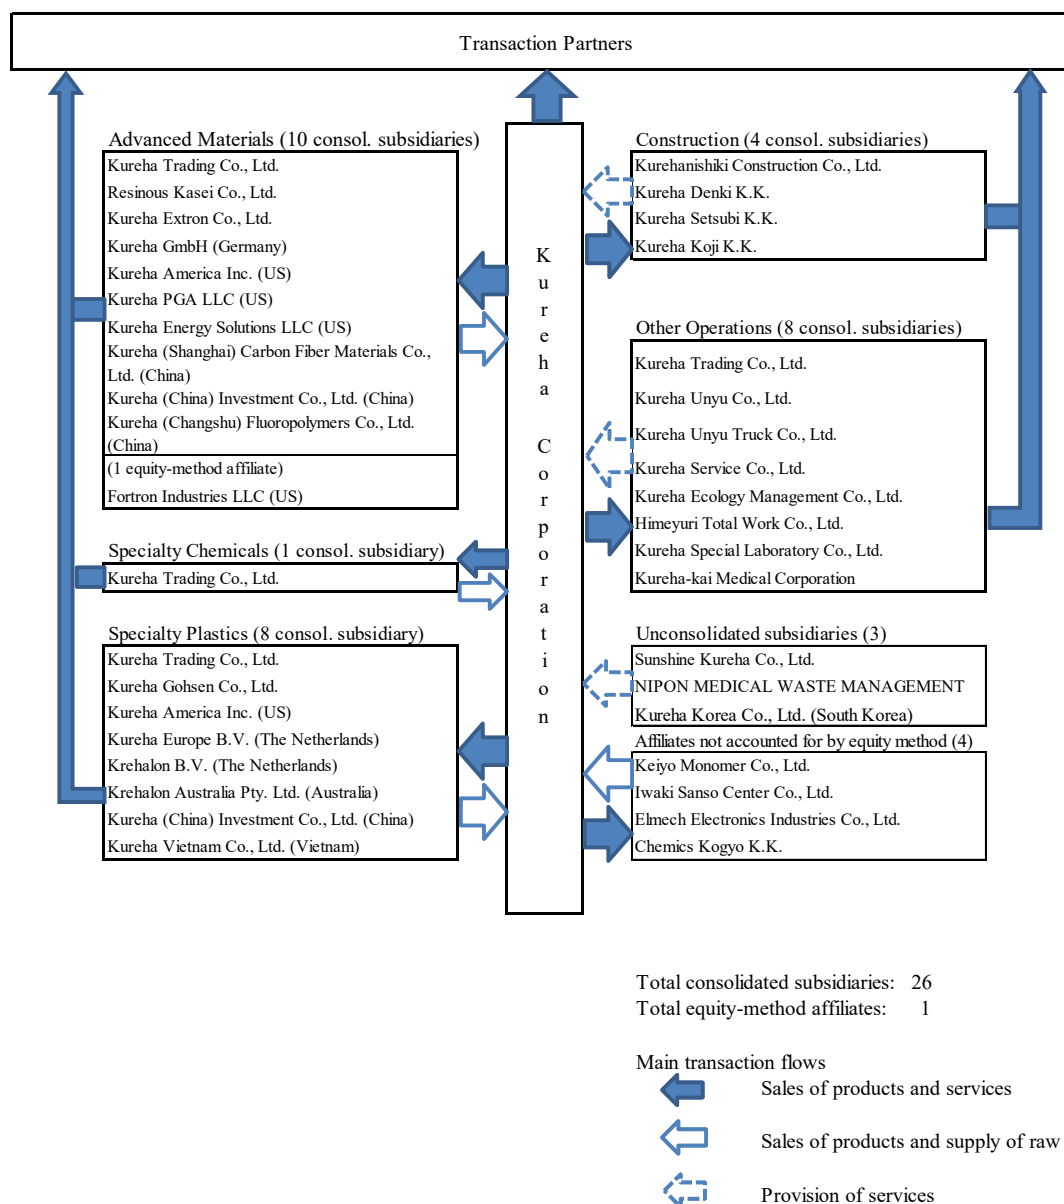 Transaction Partners
Advanced Materials (10 consol. subsidiaries)
Kureha Trading Co., Ltd.
Resinous Kasei Co., Ltd.
Kureha Extron Co., Ltd.
Kureha GmbH (Germany)
Kureha America Inc. (US)
Kureha PGA LLC (US)
Kureha Energy Solutions LLC (US)
Kureha (Shanghai) Carbon Fiber Materials Co.,
Ltd. (China)
Kureha (China) Investment Co., Ltd. (China)
Kureha (Changshu) Fluoropolymers Co., Ltd.
(China)
(1 equity-method affiliate)
Fortron Industries LLC (US)
Specialty Chemicals (1 consol. subsidiary)
Kureha Trading Co., Ltd.
Specialty Plastics (8 consol. subsidiary)
Kureha Trading Co., Ltd.
Kureha Gohsen Co., Ltd.
Kureha America Inc. (US)
Kureha Europe B.V. (The Netherlands)
Krehalon B.V. (The Netherlands)
Krehalon Australia Pty. Ltd. (Australia)
Kureha (China) Investment Co., Ltd. (China)
Kureha Vietnam Co., Ltd. (Vietnam)
Kureha Corporation
Construction (4 consol. subsidiaries)
Kurehanishiki Construction Co., Ltd.
Kureha Denki K.K.
Kureha Setsubi K.K.
Kureha Koji K.K.
Other Operations (8 consol. subsidiaries)
Kureha Trading Co., Ltd.
Kureha Unyu Co., Ltd.
Kureha Unyu Truck Co., Ltd.
Kureha Service Co., Ltd.
Kureha Ecology Management Co., Ltd.
Himeyuri Total Work Co., Ltd.
Kureha Special Laboratory Co., Ltd.
Kureha-kai Medical Corporation
Unconsolidated subsidiaries (3)
Sunshine Kureha Co., Ltd.
NIPON MEDICAL WASTE MANAGEMENT
Kureha Korea Co., Ltd. (South Korea)
Affiliates not accounted for by equity method (4)
Keiyo Monomer Co., Ltd.
Iwaki Sanso Center Co., Ltd.
Elmech Electronics Industries Co., Ltd.
Chemics Kogyo K.K.
Total consolidated subsidiaries: 26
Total equity-method affiliates: 1
Main transaction flows
Sales of products and services
Sales of products and supply of raw
Provision of services